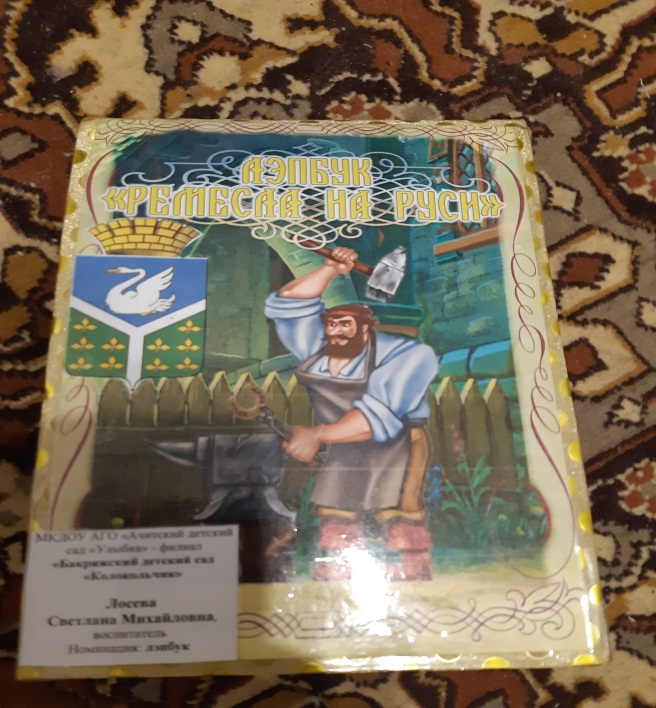 ЛЭПБУК
«РЕМЕСЛА НА РУСИ»
МКДОУ АГО «Ачитский детский
сад «Улыбка» - филиал
«Бакряжский детский сад
«Колокольчик»
Лосева
Светлана Михайловна,
воспитатель
Номинация: лэпбук